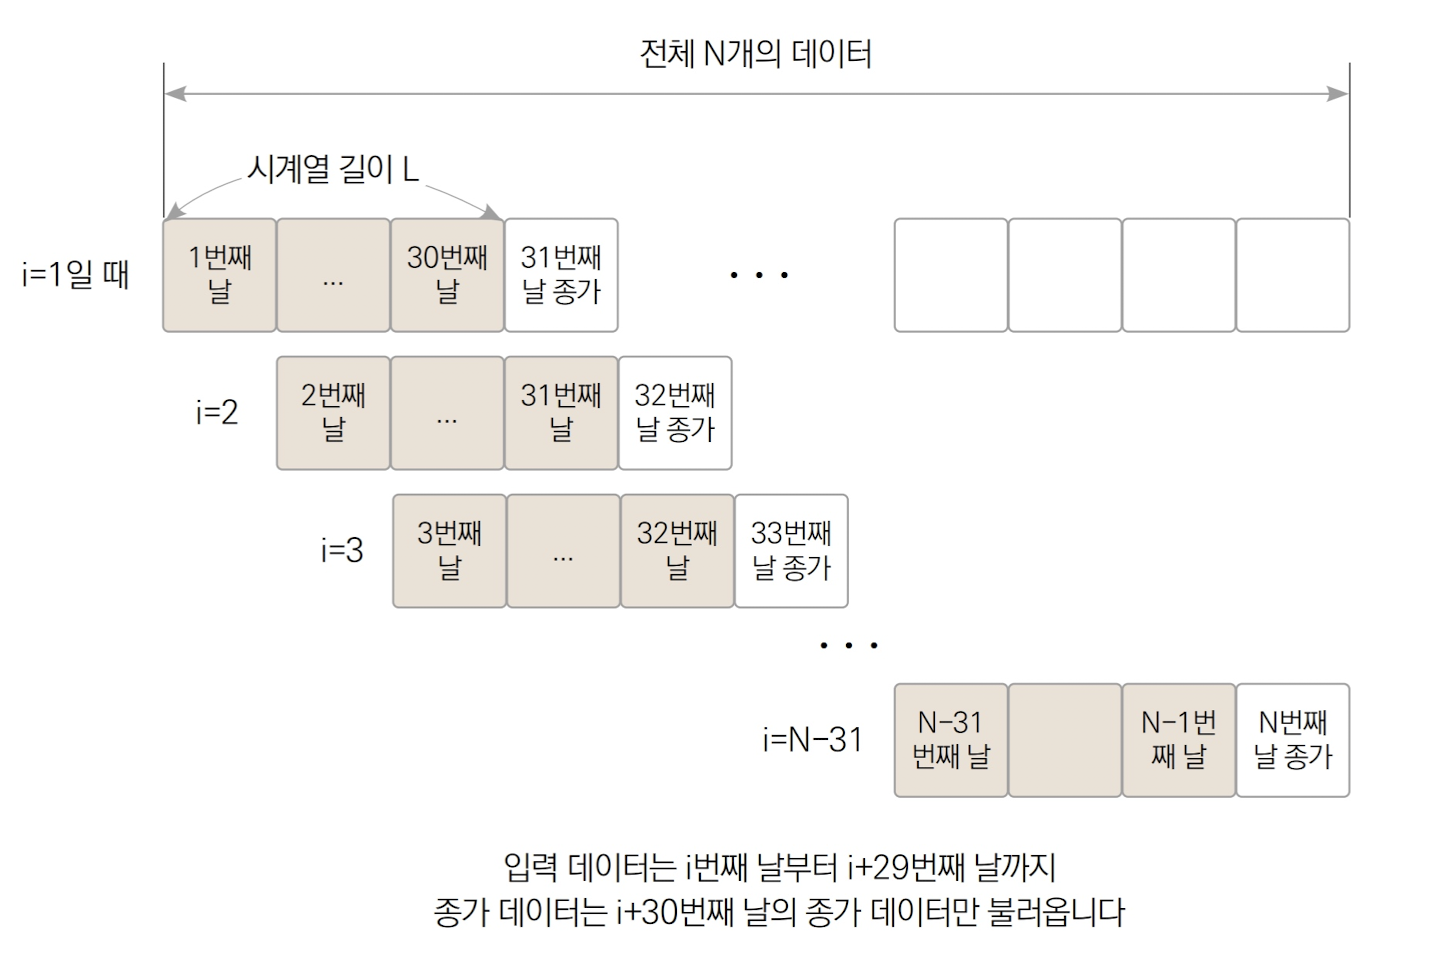 전체 N개의 데이터
시계열 길이 L
i=1일 때
1번째
날
...
30번째
날
31번째
날 종가
...
i=2
2번째
날
...
31번째
날
32번째
날 종가
i=3
3번째
날
...
32번째
날
33번째
날 종가
...
i=N-31
N-31
번째 날
N-1번
째 날
N번째
날 종가
입력 데이터는 i번째 날부터 i+29번째 날까지
종가 데이터는 i+30번째 날의 종가 데이터만 불러옵니다